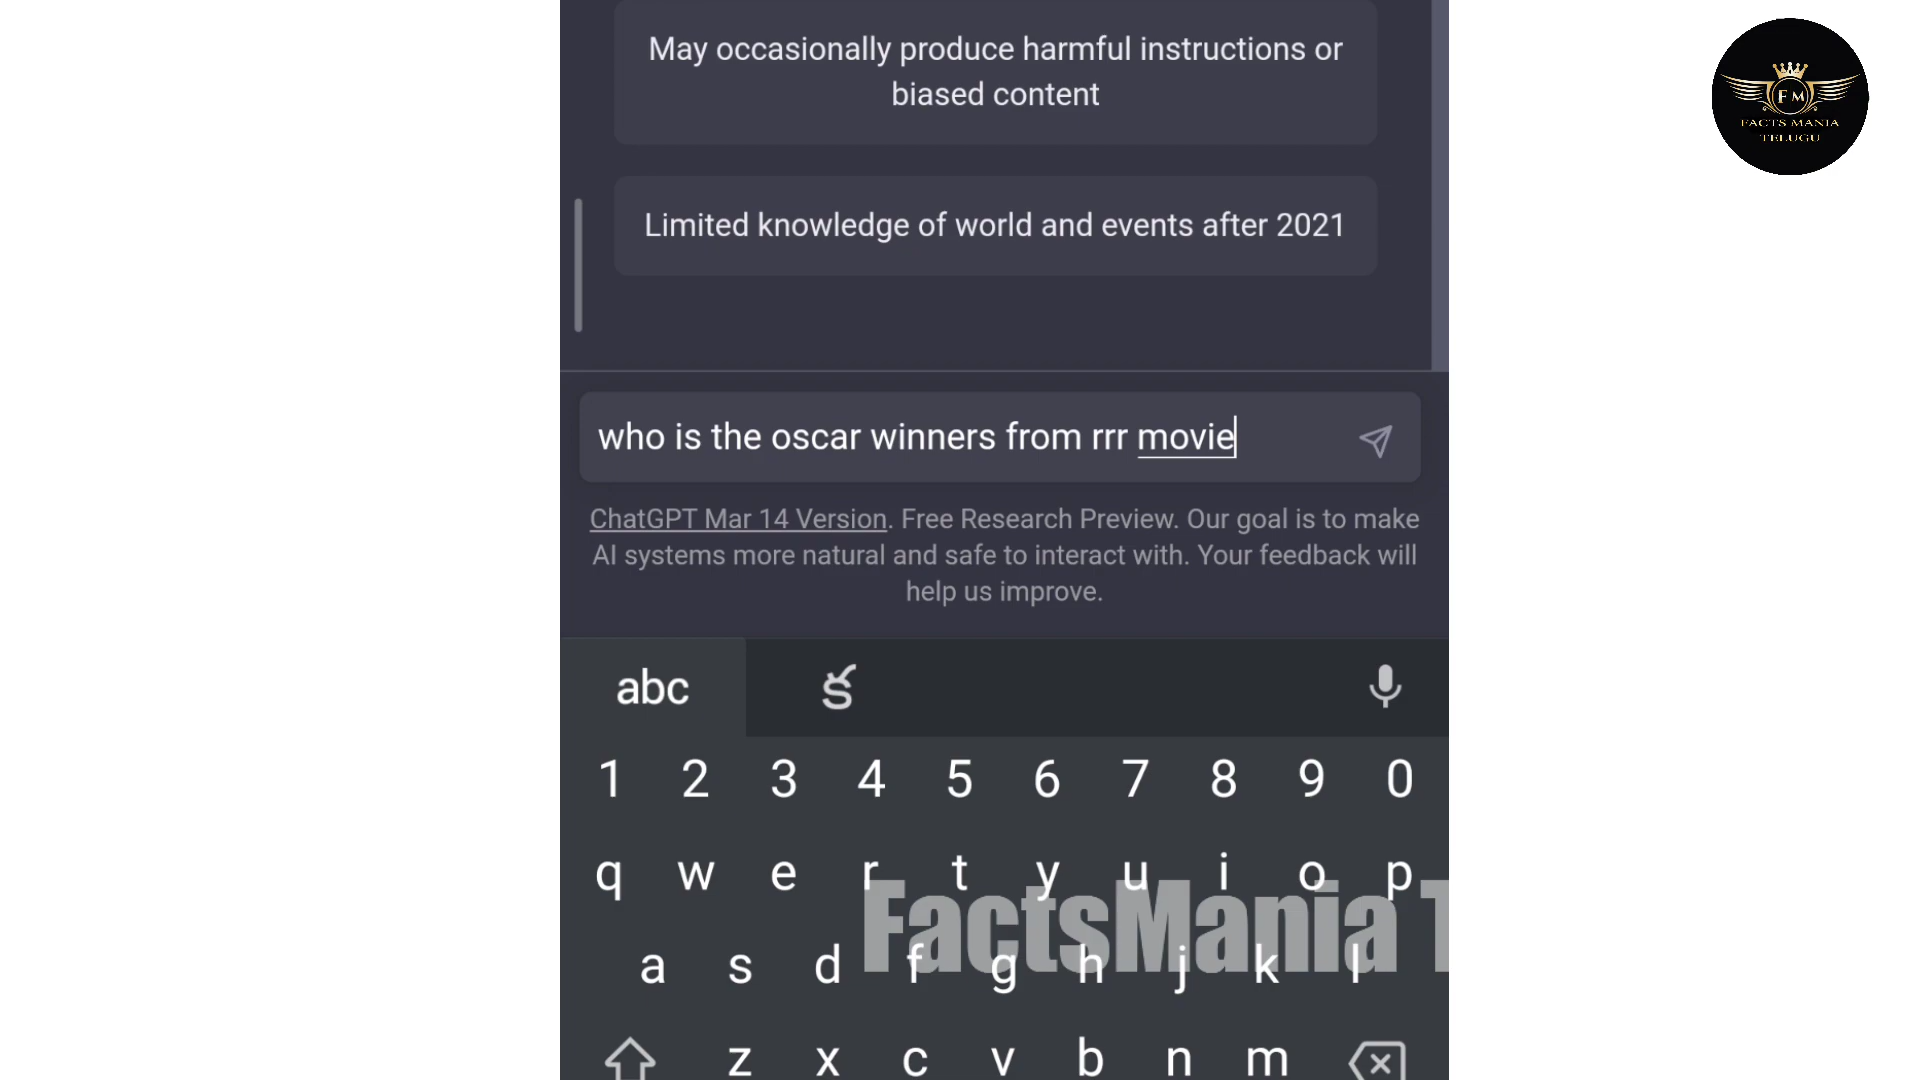 May occasionally produce harmful instructions or
biased content
F M
FACTS MANIA
TELUGU
Limited knowledge of world and events after 2021
who is the oscar winners from rrr movie
ChatGPT Mar 14 Version. Free Research Preview. Our goal is to make
AI systems more natural and safe to interact with. Your feedback will
help us improve.
abc క
1 2 3 4 5 6 7 8 9 0
q w e r t y u i o p
FactsMania T
a s d f g h j k l
z x c v b n m